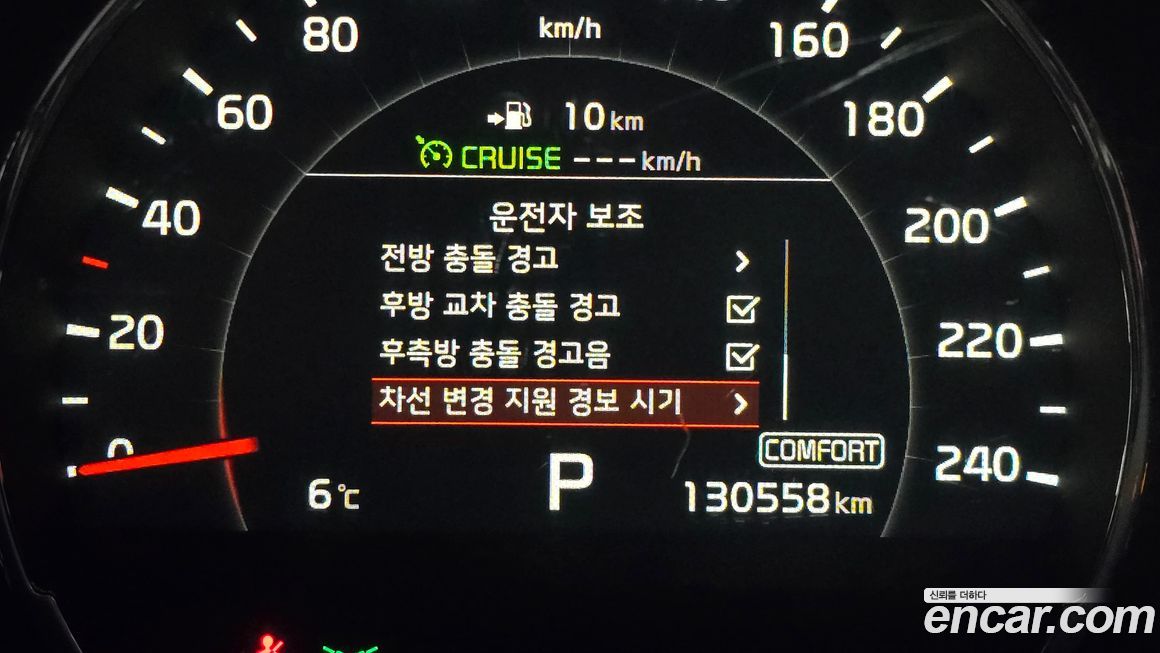 80
km/h
160
60
180
10 km
CRUISE ---km/h
40
운전자 보조
200
전방 충돌 경고
후방 교차 충돌 경고
20
220
후측방 충돌 경고음
차선 변경 지원 경보 시기
0
COMFORT
240
6℃
P
130558km
신뢰를 더하다
encar.com